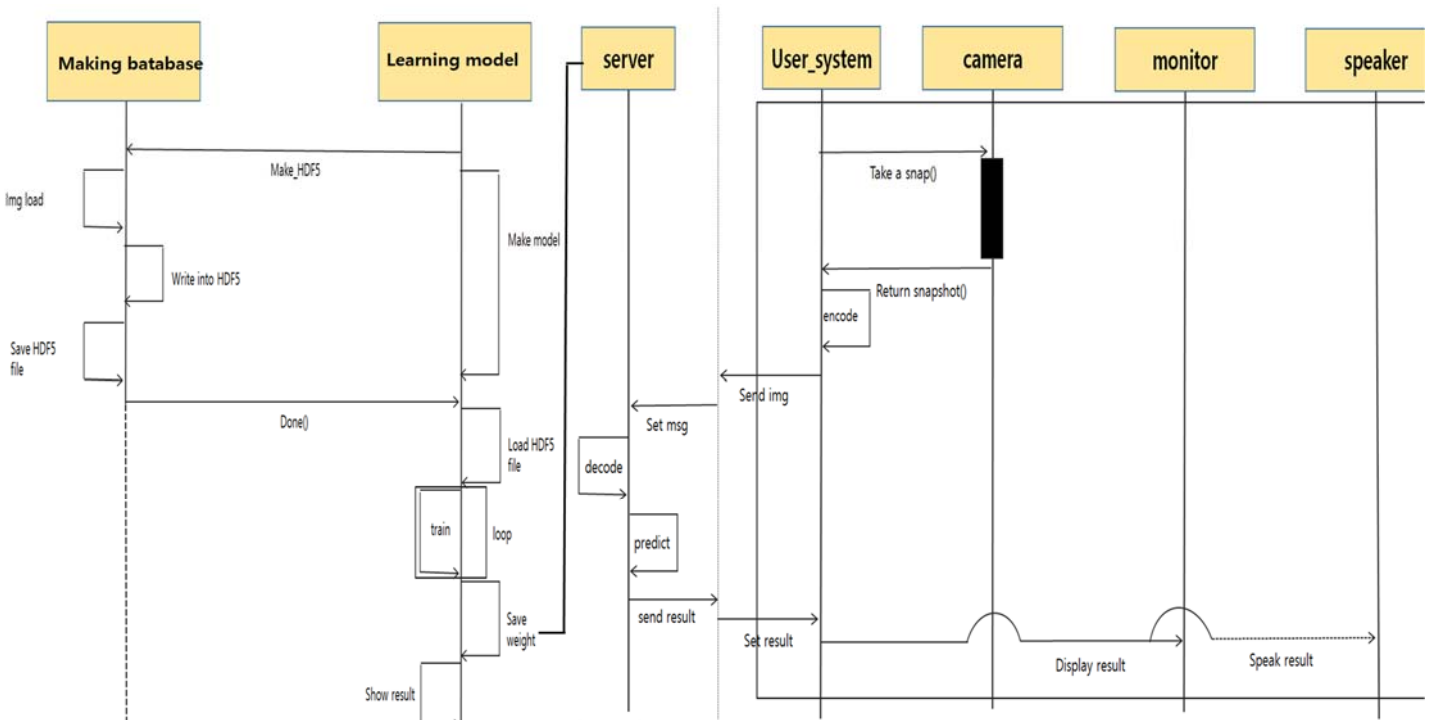 Making batabase
Learning model
server
User_system
camera
monitor
speaker
Make_HDF5
Take a snap()
Img load
Make model
Write into HDF5
Return snapshot()
encode
Save HDF5
file
Send img
Done()
Set msg
Load HDF5
file
decode
train
loop
predict
Save
weight
send result
Set result
Display result
Speak result
Show result